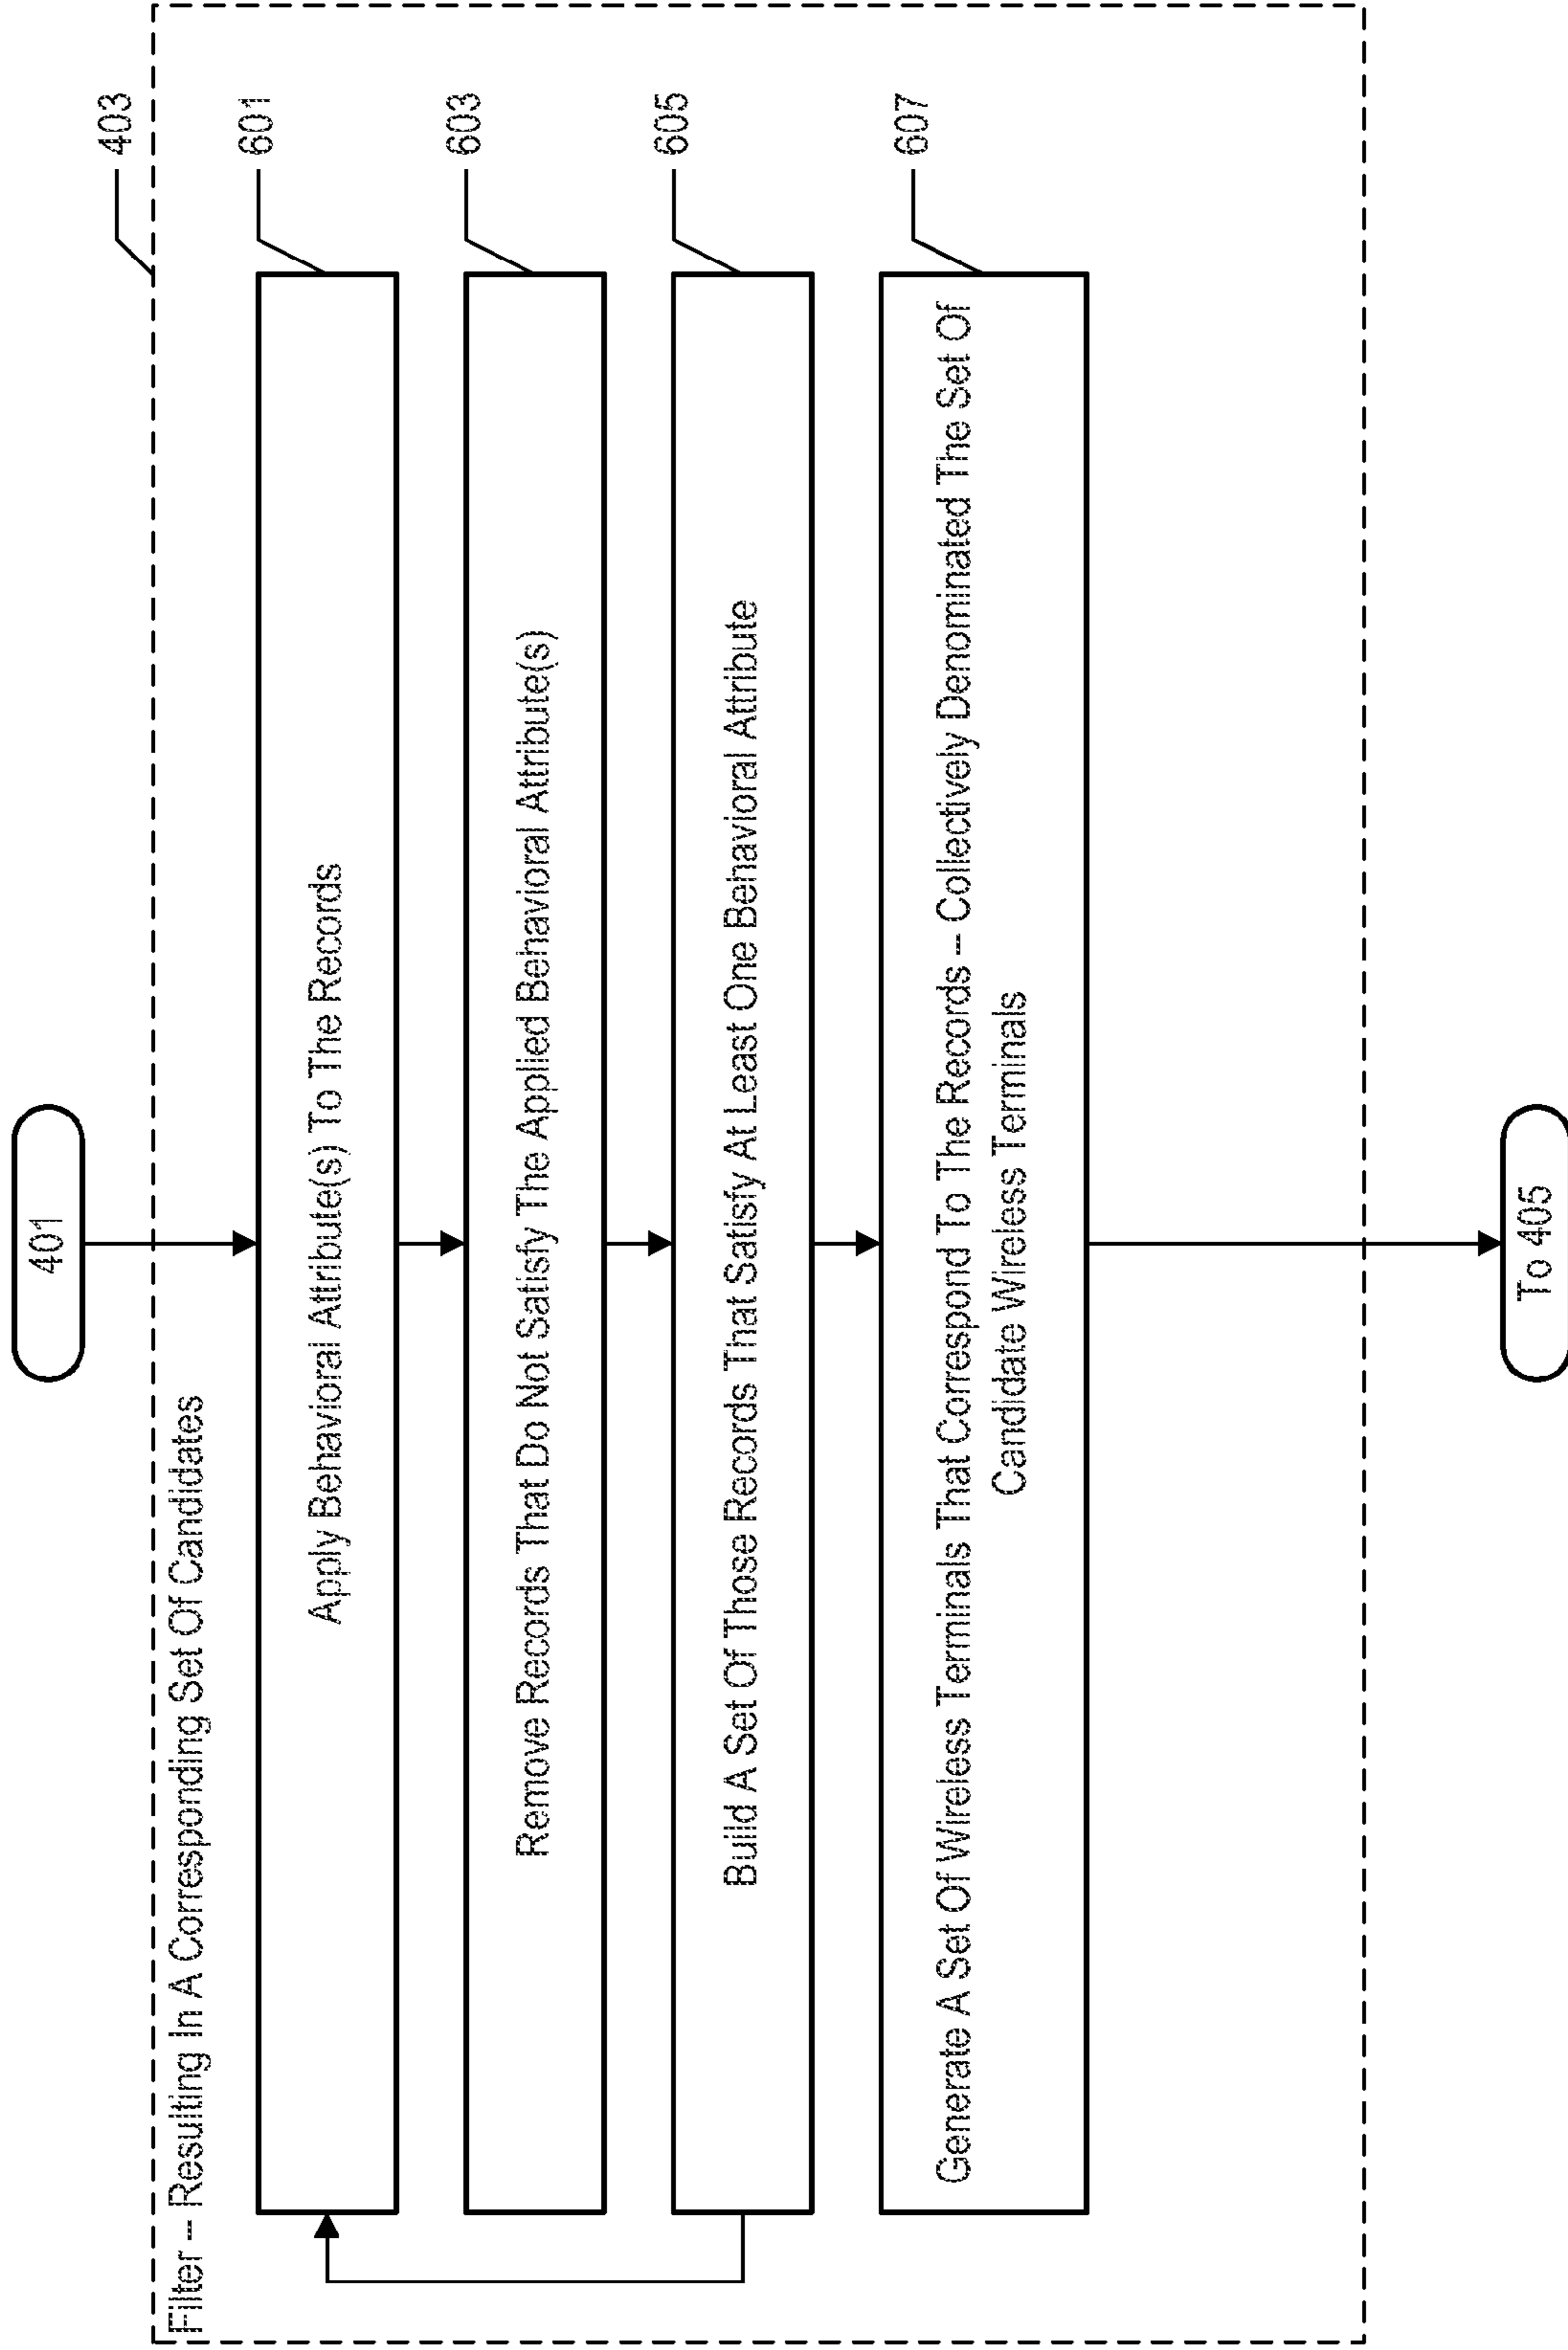 401
403
Filter -- Resulting In A Corresponding Set Of Candidates
601
Apply Behavioral Attribute(s) To The Records
603
Remove Records That Do Not Satisfy The Applied Behavioral Attribute(s)
605
Build A Set Of Those Records That Satisfy At Least One Behavioral Attribute
607
Generate A Set Of Wireless Terminals That Correspond To The Records -- Collectively Denominated The Set Of
Candidate Wireless Terminals
To 405